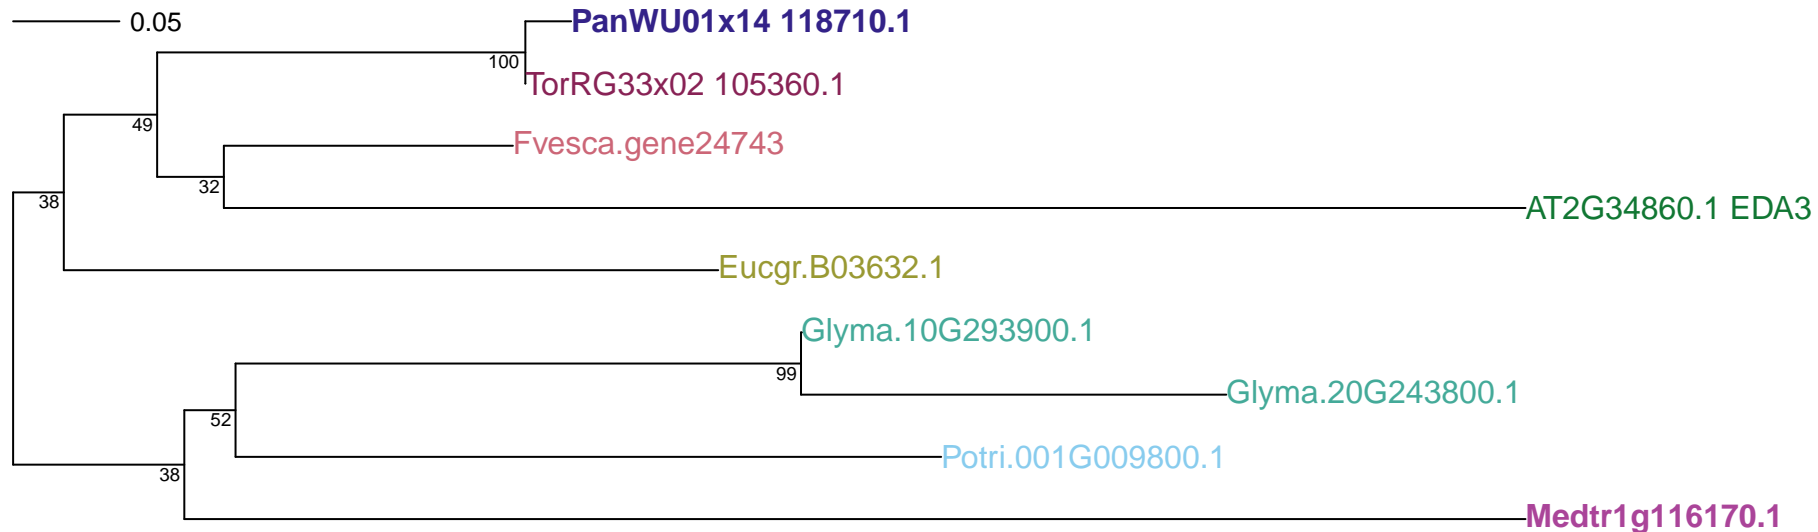 0.05
PanWU01x14 118710.1
100
TorRG33x02 105360.1
49
Fvesca.gene24743
32
38
AT2G34860.1 EDA3
Eucgr.B03632.1
Glyma.10G293900.1
99
Glyma.20G243800.1
52
Potri.001G009800.1
38
Medtr1g116170.1